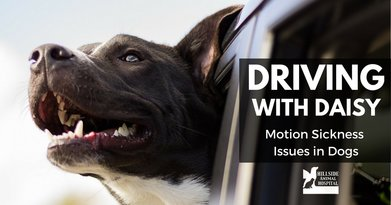 DRIVING
WITH DAISY
Motion Sickness
Issues in Dogs
HILLSIDE
ANIMAL
HOSPITAL